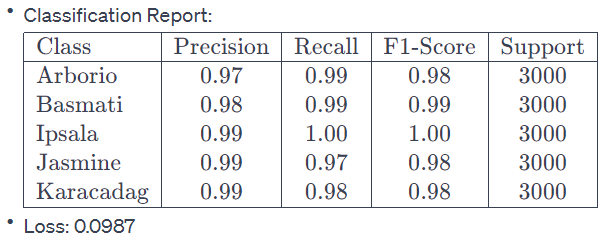 • Classification Report:
Class Precision Recall F1-Score Support
Arborio 0.97 0.99 0.98 3000
Basmati 0.98 0.99 0.99 3000
Ipsala 0.99 1.00 1.00 3000
Jasmine 0.99 0.97 0.98 3000
Karacadag 0.99 0.98 0.98 3000
• Loss: 0.0987